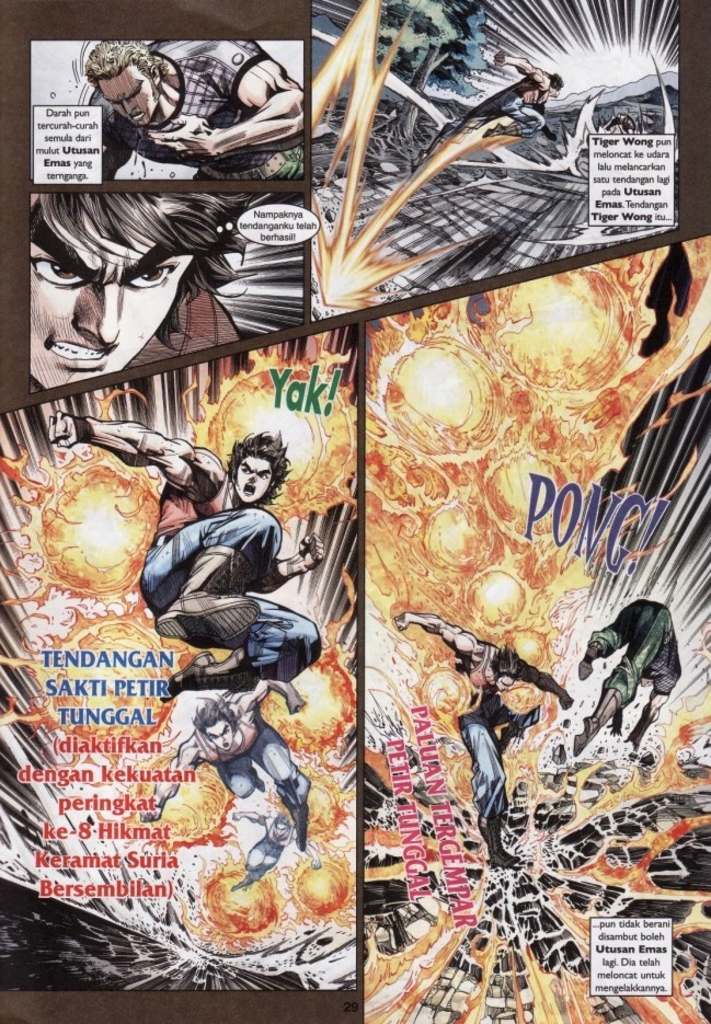 Darah pun
tercurah-curah
semula dari
mulut Utusan
Emas yang
ternganga.
Tiger Wong pun
meloncat ke udara
lalu melancarkan
satu tendangan lagi
pada Utusan
Emas. Tendangan
Tiger Wong itu...
Nampaknya
tendanganku telah
berhasil!
Yak!
TENDANGAN
SAKTI PETIR
TUNGGAL
(diaktifkan
dengan kekuatan
peringkat
ke-8 Hikmat
Keramat Suria
Bersembilan)
PONG!
PATUAN TERGEMPAR
PETIR TUNGGAL
...pun tidak berani
disambut boleh
Utusan Emas
lagi. Dia telah
meloncat untuk
mengelakkannya.
29